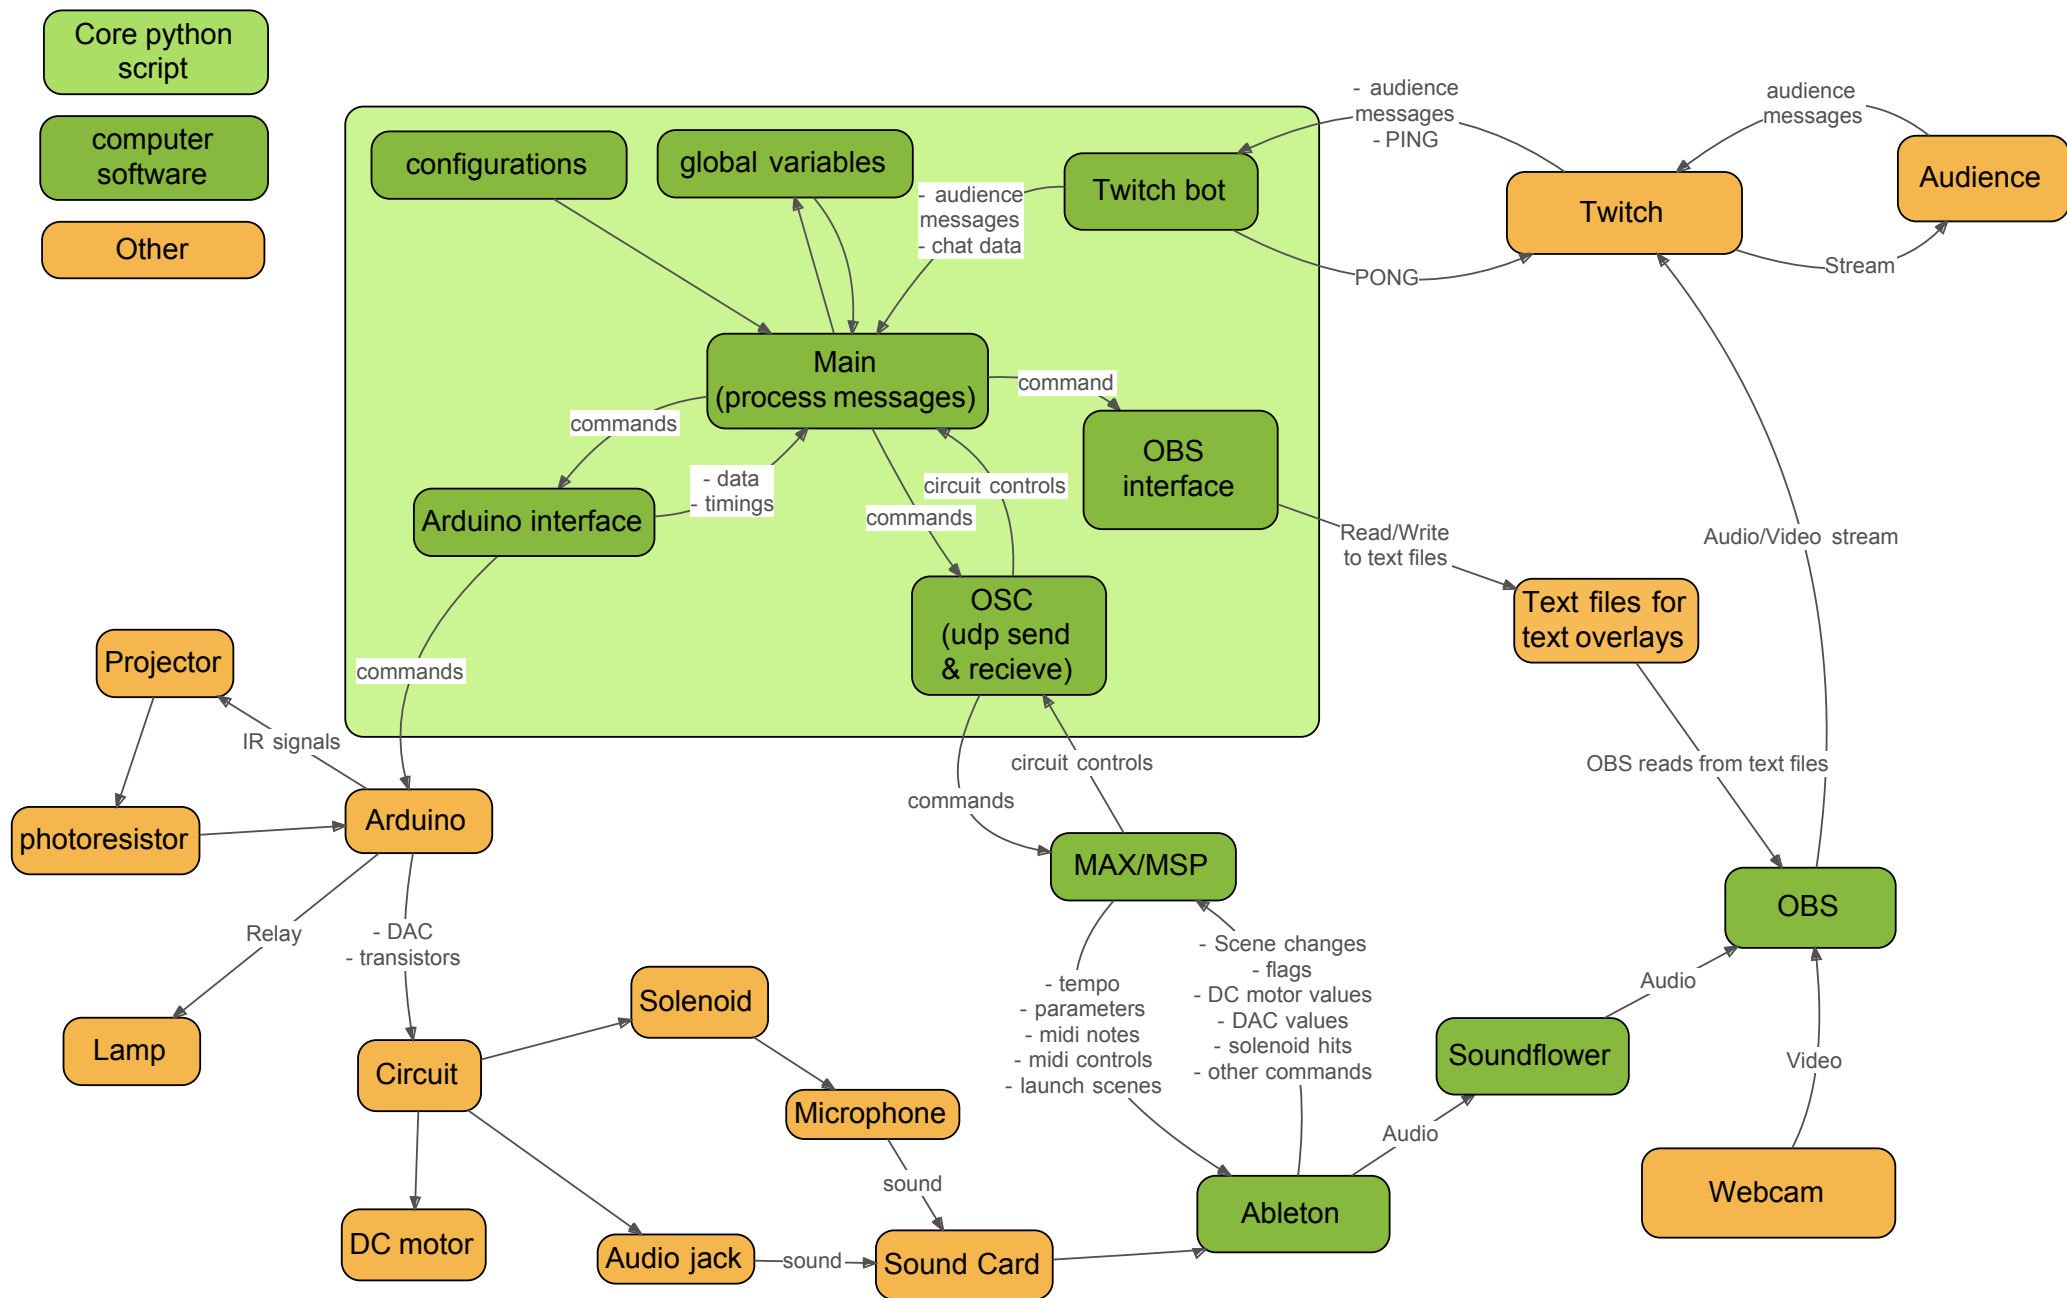 Core python
script
computer
software
Other
configurations
global variables
Twitch bot
- audience
messages
- PING
audience
messages
Audience
Twitch
Stream
PONG
- audience
messages
- chat data
Main
(process messages)
command
commands
OBS
interface
- data
- timings
circuit controls
commands
Arduino interface
Read/Write
to text files
Audio/Video stream
OSC
(udp send
& recieve)
Text files for
text overlays
Projector
commands
IR signals
circuit controls
OBS reads from text files
commands
photoresistor
Arduino
MAX/MSP
OBS
Relay
- DAC
- transistors
- Scene changes
- flags
- DC motor values
- DAC values
- solenoid hits
- other commands
- tempo
- parameters
- midi notes
- midi controls
- launch scenes
Audio
Solenoid
Lamp
Circuit
Soundflower
Video
Microphone
Audio
sound
Webcam
Ableton
DC motor
Audio jack
sound
Sound Card